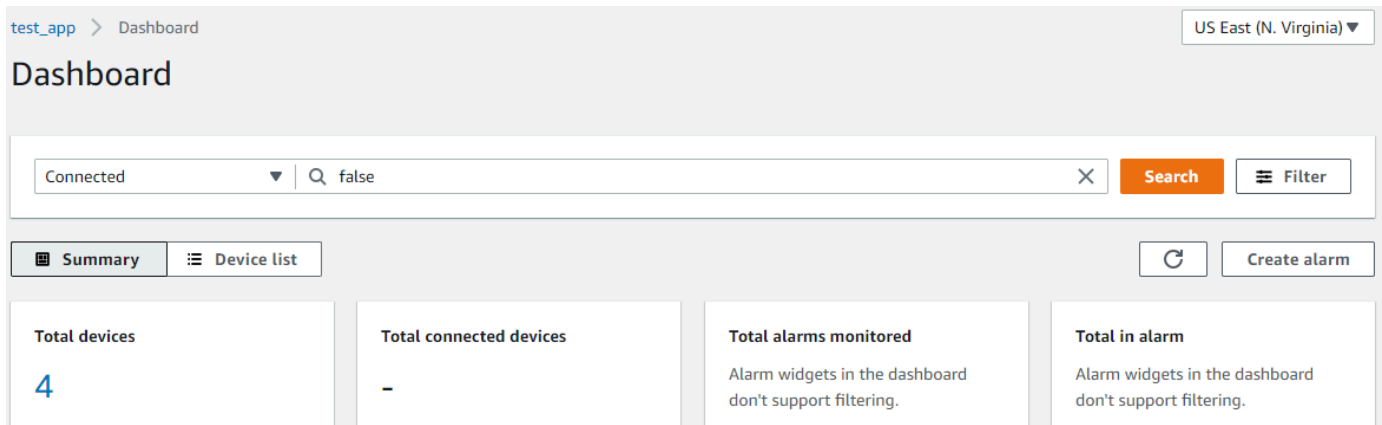 test_app > Dashboard
US East (N. Virginia)
Dashboard
Connected
false
Search
Filter
Summary
Device list
Create alarm
Total devices
4
Total connected devices
-
Total alarms monitored
Alarm widgets in the dashboard
don't support filtering.
Total in alarm
Alarm widgets in the dashboard
don't support filtering.